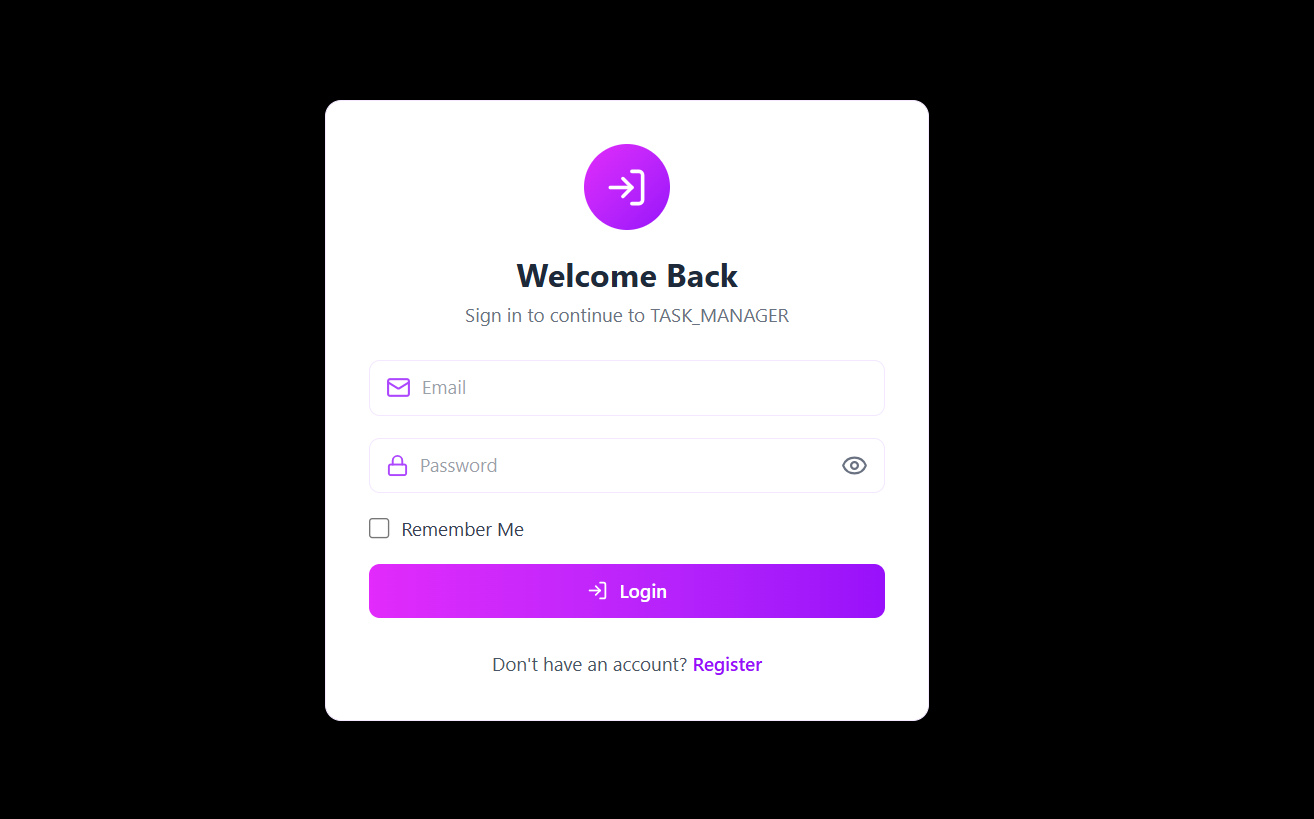 Welcome Back
Sign in to continue to TASK_MANAGER
Email
Password
Remember Me
Login
Don't have an account? Register